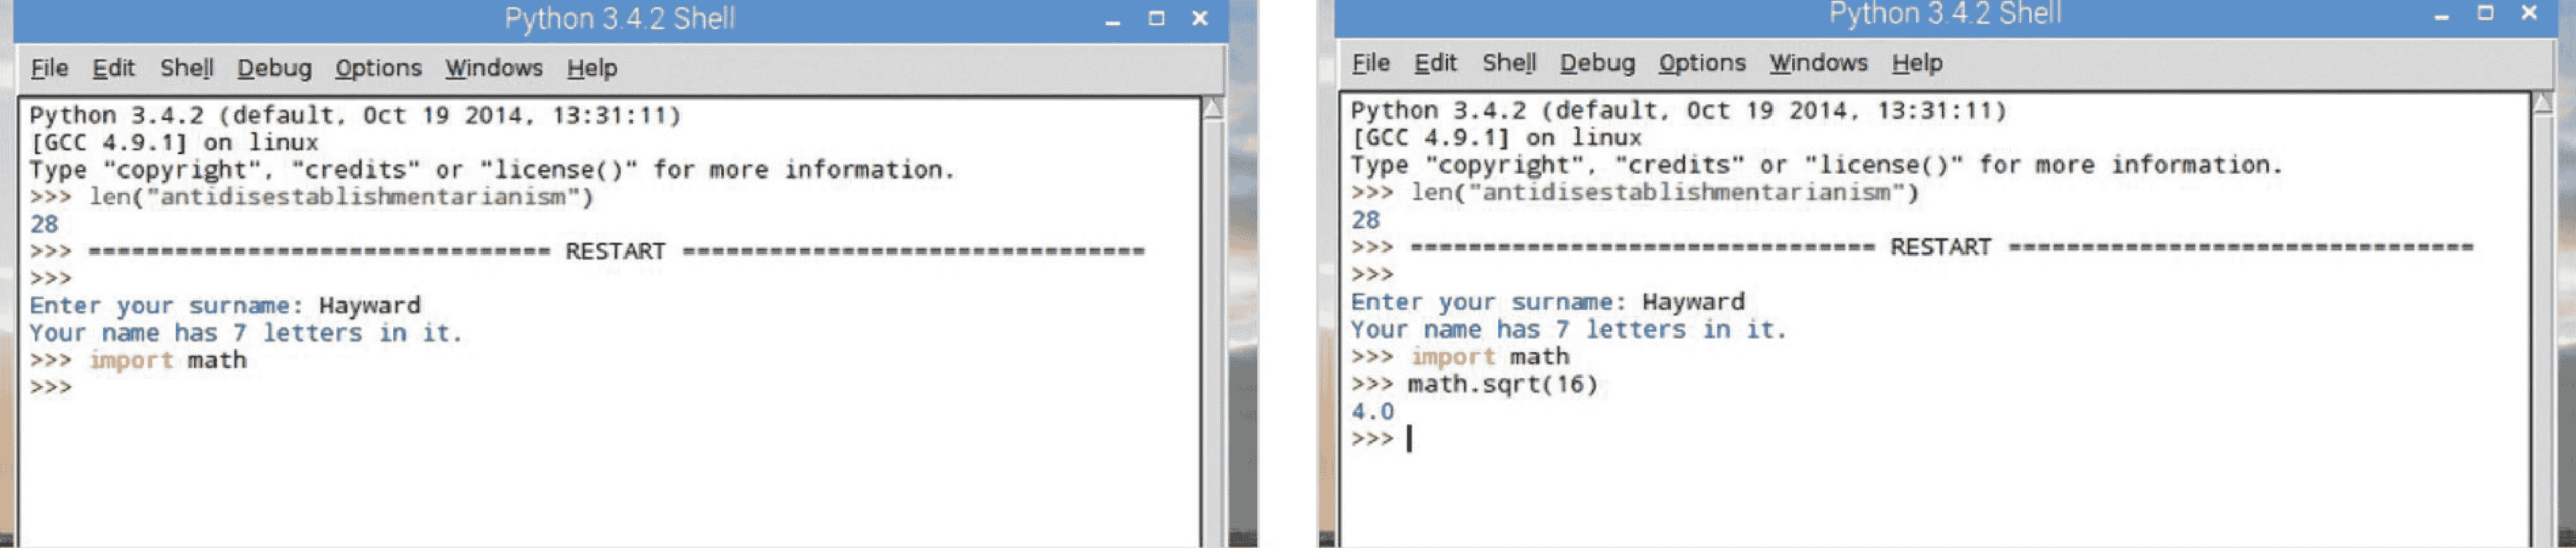 Python 3.4.2 Shell
File Edit Shell Debug Options Windows Help
Python 3.4.2 (default, Oct 19 2014, 13:31:11)
[GCC 4.9.1] on linux
Type "copyright", "credits" or "license()" for more information.
>>> len("antidisestablishmentarianism")
28
>>> ================================ RESTART ================================
>>>
Enter your surname: Hayward
Your name has 7 letters in it.
>>> import math
>>>
Python 3.4.2 Shell
File Edit Shell Debug Options Windows Help
Python 3.4.2 (default, Oct 19 2014, 13:31:11)
[GCC 4.9.1] on linux
Type "copyright", "credits" or "license()" for more information.
>>> len("antidisestablishmentarianism")
28
>>> ================================ RESTART ================================
>>>
Enter your surname: Hayward
Your name has 7 letters in it.
>>> import math
>>> math.sqrt(16)
4.0
>>>